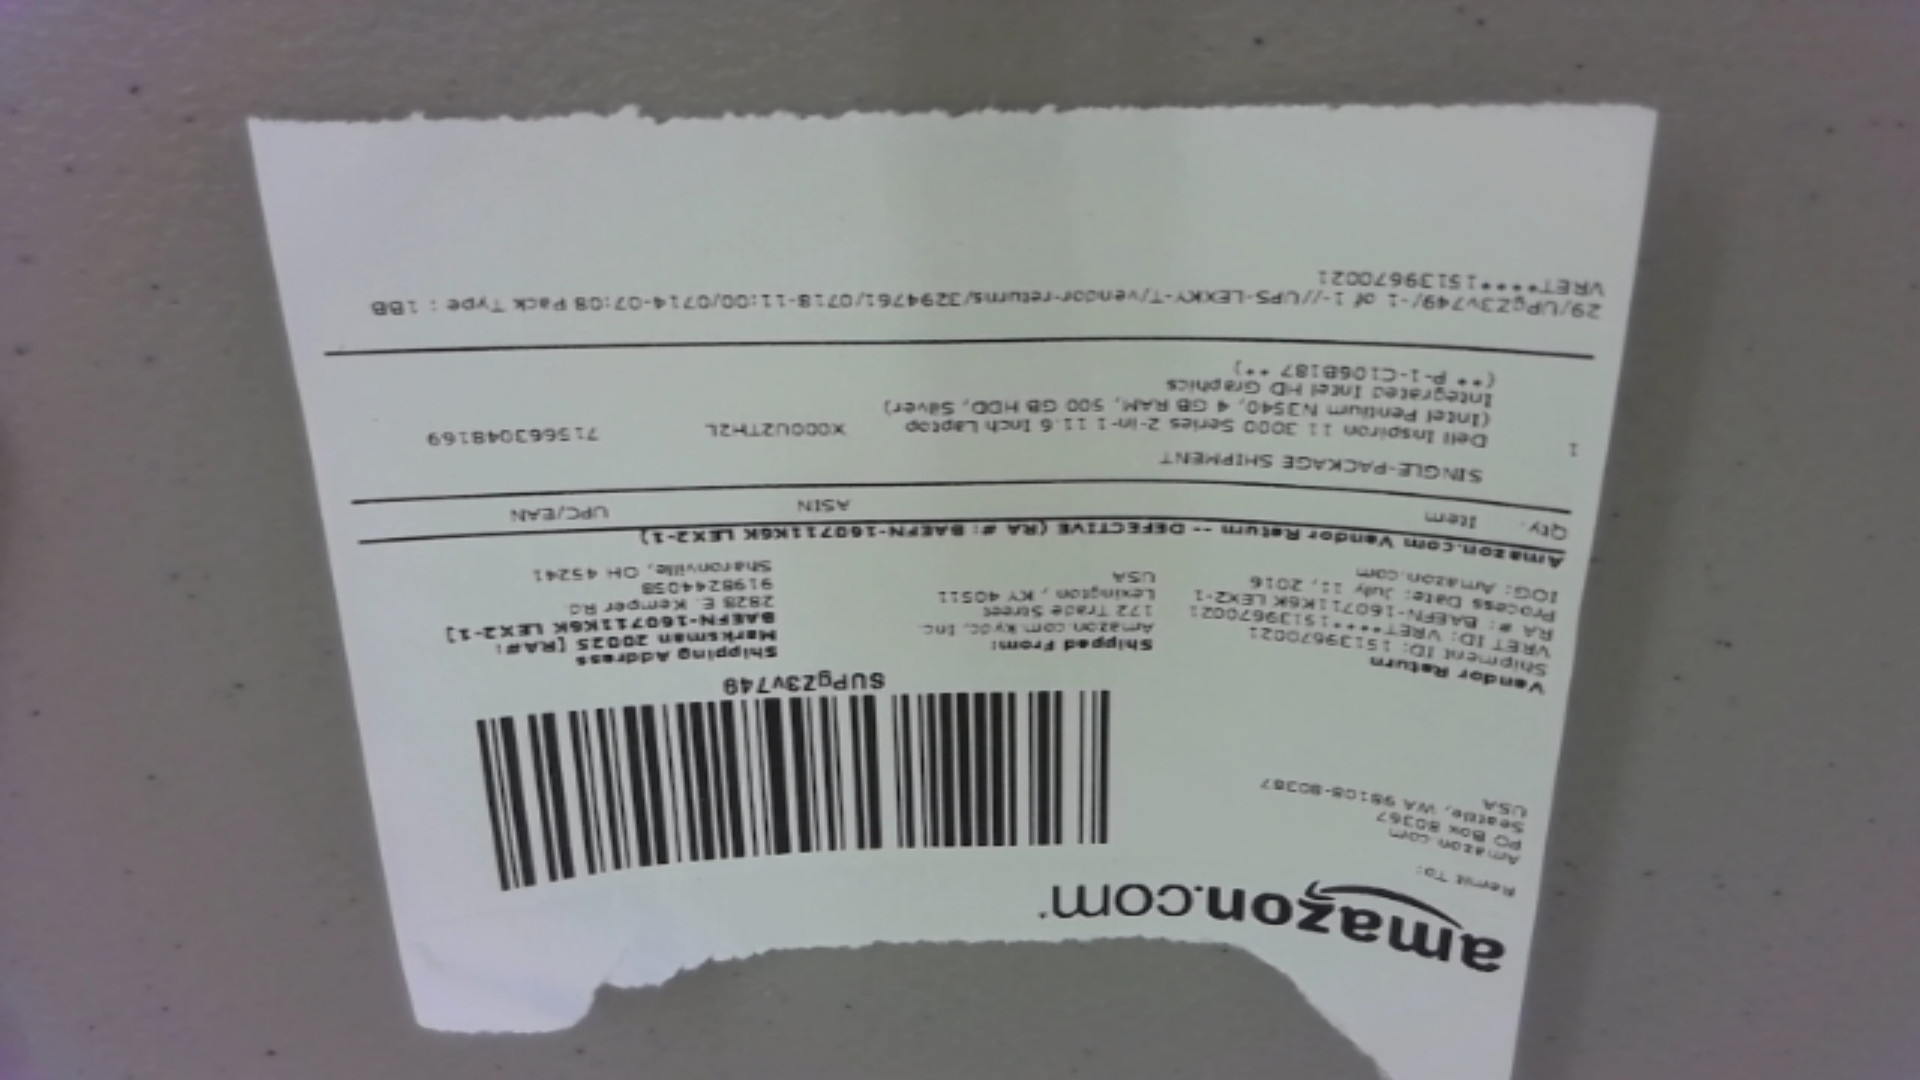 amazon.com
Remit To:
Amazon.com
PO Box 80367
Seattle, WA 98108-80387
USA
SUPgZ3v749
Vendor Return
Shipment ID: 15139670021
VRET ID: VRET*****15139670021
RA #: BAEFN-160711K6K LEX2-1
Process Date: July 11, 2016
IOG: Amazon.com
Shipped From:
Amazon.com.kydc, Inc.
172 Trade Street
Lexington, KY 40511
USA
Shipping Address
Marksman 20025 [RA#:
BAEFN-160711K6K LEX2-1]
2828 E. Kemper Rd.
Sharonville, OH 45241
Amazon.com Vendor Return -- DEFECTIVE (RA #: BAEFN-160711K6K LEX2-1)
Qty. Item ASIN UPC/EAN
SINGLE-PACKAGE SHIPMENT
1 Dell Inspiron 11 3000 Series 2-in-1 11.6 Inch Laptop X000U2TH2L 715663048169
(Intel Pentium N3540, 4 GB RAM, 500 GB HDD, Silver)
Integrated Intel HD Graphics
(** P-1-C106B187 **)
29/UPgZ3v749/-1 of 1-//UPS-LEXKY-T/vendor-returns/3294761/0718-11:00/0714-07:08 Pack Type : 1BB
VRET*****15139670021